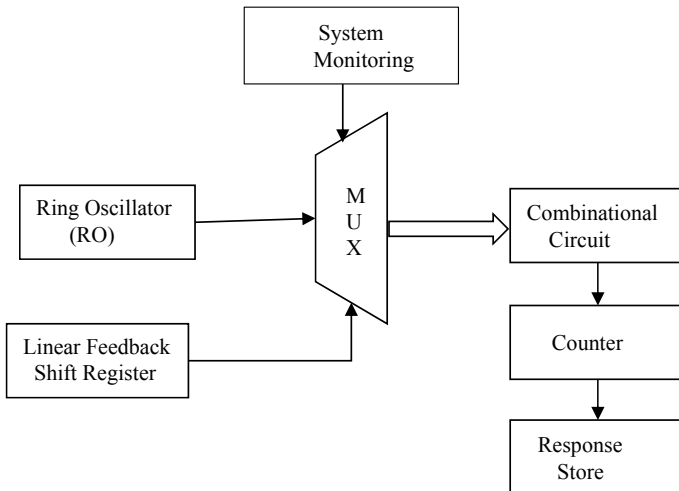 System
Monitoring
M
U
X
Ring Oscillator
(RO)
Combinational
Circuit
Linear Feedback
Shift Register
Counter
Response
Store